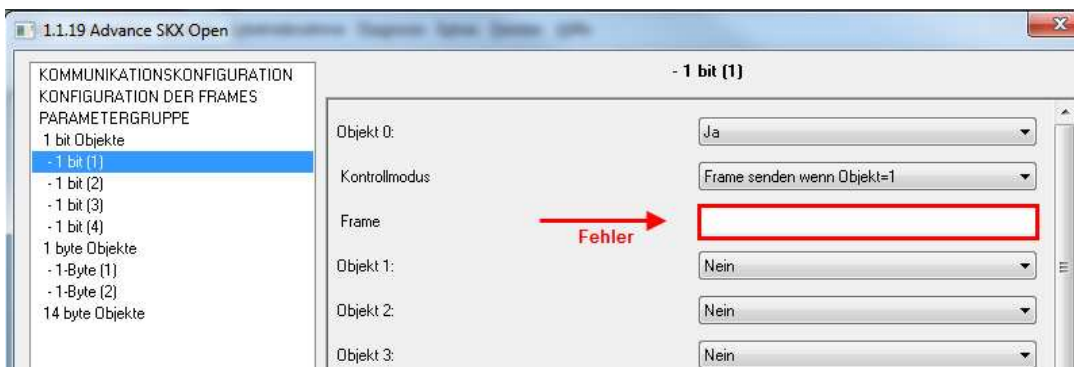 1.1.19 Advance SKX Open
KOMMUNIKATIONSKONFIGURATION
KONFIGURATION DER FRAMES
PARAMETERGRUPPE
1 bit Objekte
- 1 bit (1)
- 1 bit (2)
- 1 bit (3)
- 1 bit (4)
1 byte Objekte
- 1-Byte (1)
- 1-Byte (2)
14 byte Objekte
- 1 bit (1)
Objekt 0: Ja
Kontrollmodus Frame senden wenn Objekt=1
Frame
Fehler
Objekt 1: Nein
Objekt 2: Nein
Objekt 3: Nein